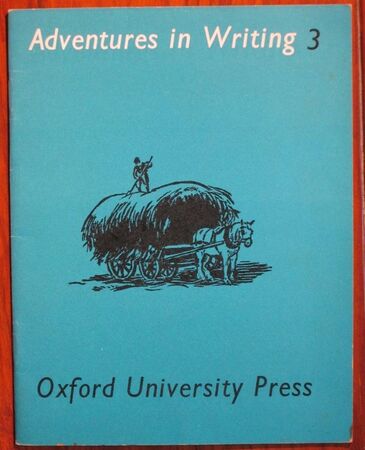 Adventures in Writing 3
Oxford University Press